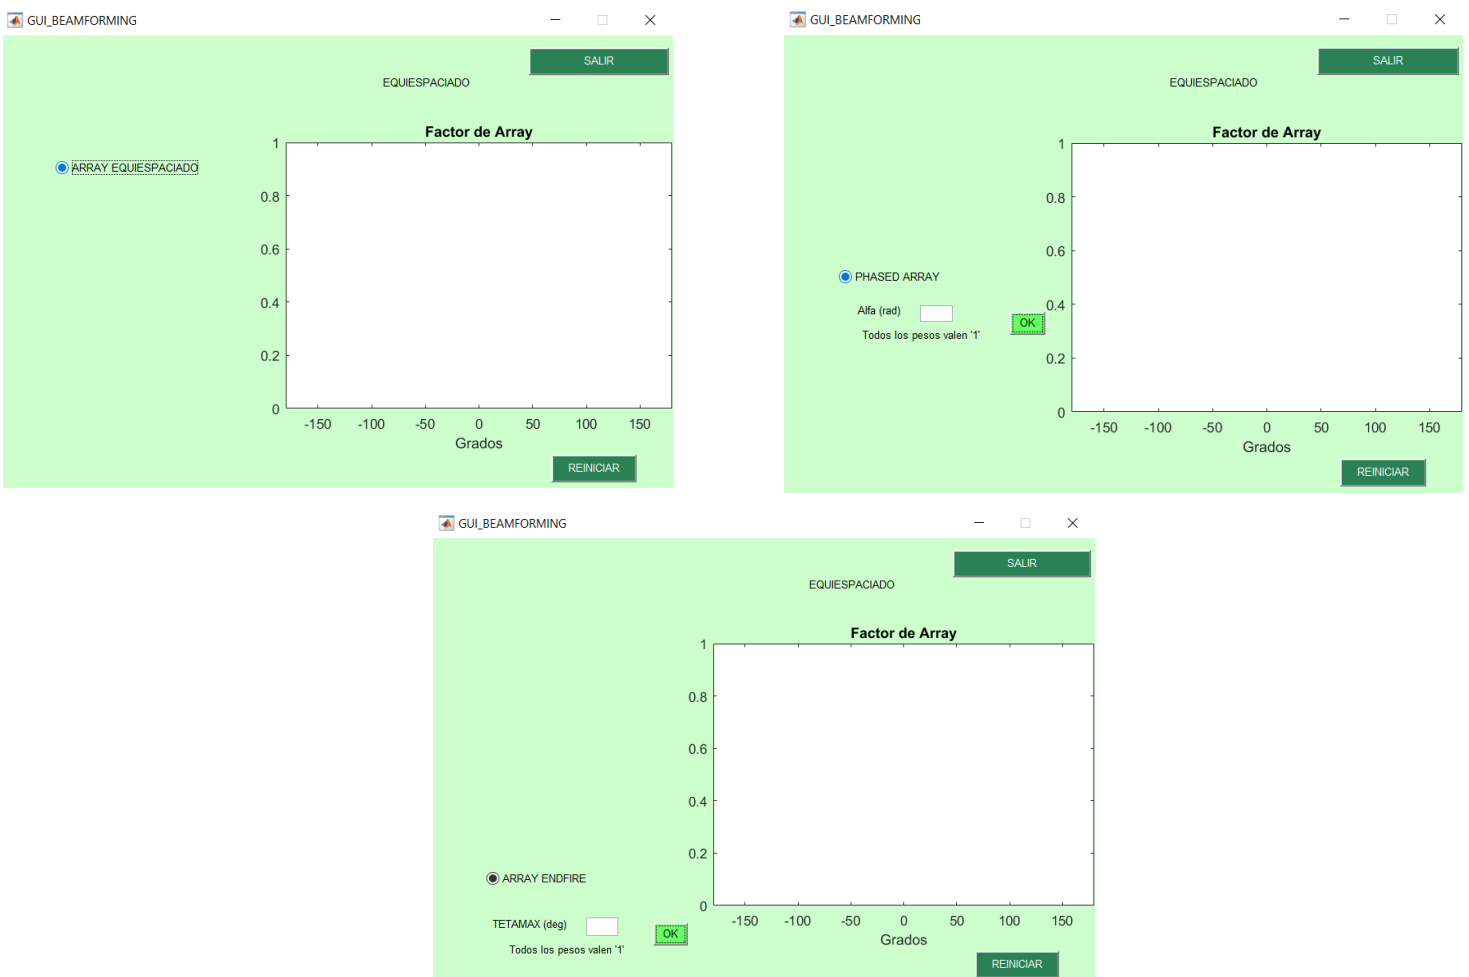 GUI_BEAMFORMING
SALIR
EQUIESPACIADO
Factor de Array
ARRAY EQUIESPACIADO
1
0.8
0.6
0.4
0.2
0
-150 -100 -50 0 50 100 150
Grados
REINICIAR
GUI_BEAMFORMING
SALIR
EQUIESPACIADO
Factor de Array
1
0.8
0.6
0.4
0.2
0
PHASED ARRAY
Alfa (rad)
OK
Todos los pesos valen '1'
-150 -100 -50 0 50 100 150
Grados
REINICIAR
GUI_BEAMFORMING
SALIR
EQUIESPACIADO
Factor de Array
1
0.8
0.6
0.4
0.2
0
ARRAY ENDFIRE
TETAMAX (deg)
OK
Todos los pesos valen '1'
-150 -100 -50 0 50 100 150
Grados
REINICIAR